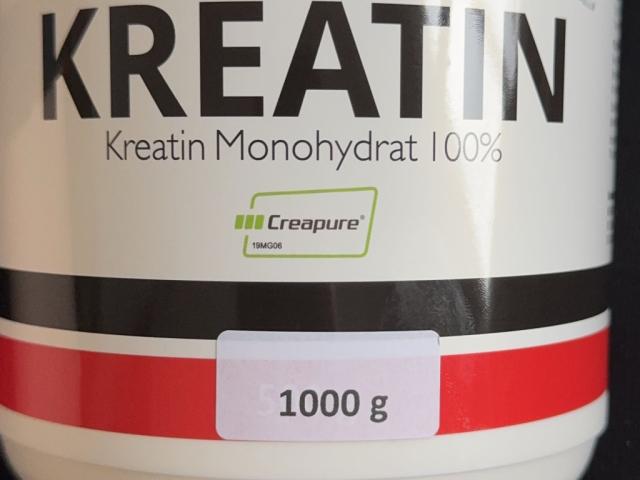 KREATIN
Kreatin Monohydrat 100%
Creapure®
19MG06
1000 g